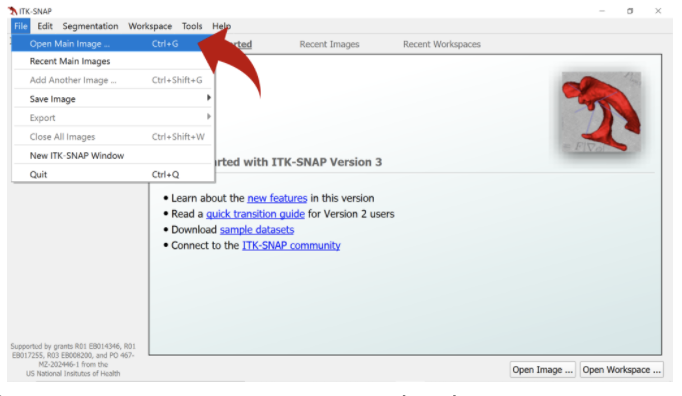 ITK-SNAP
File Edit Segmentation Workspace Tools Help
Open Main Image ... Ctrl+G
Recent Main Images
Add Another Image ... Ctrl+Shift+G
Save Image
Export
Close All Images Ctrl+Shift+W
New ITK-SNAP Window
Quit Ctrl+Q
Recent Images Recent Workspaces
with ITK-SNAP Version 3
• Learn about the new features in this version
• Read a quick transition guide for Version 2 users
• Download sample datasets
• Connect to the ITK-SNAP community
Supported by grants R01 EB014346, R01
EB017255, R03 EB008200, and PO 467-
MZ-202446-1 from the
US National Institutes of Health
Open Image ... Open Workspace ...